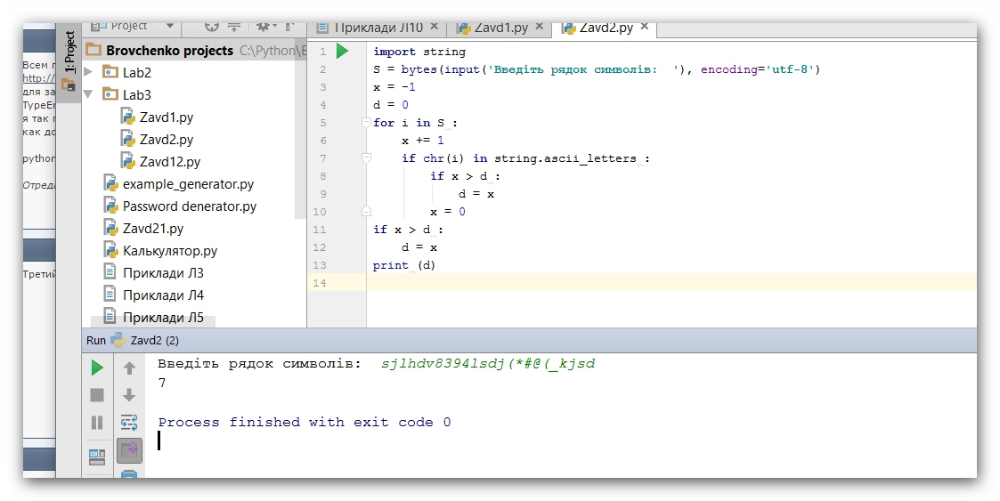 Project
Приклади Л10
Zavd1.py
Zavd2.py
1: Project
Brovchenko projects C:\Python\
Lab2
Lab3
Zavd1.py
Zavd2.py
Zavd12.py
example_generator.py
Password denerator.py
Zavd21.py
Калькулятор.py
Приклади Л3
Приклади Л4
Приклади Л5
Всем
http://
для за
я так
как до
python
Третий
1 import string
2 S = bytes(input('Введіть рядок символів:  '), encoding='utf-8')
3 x = -1
4 d = 0
5 for i in S :
6     x += 1
7     if chr(i) in string.ascii_letters :
8         if x > d :
9             d = x
10         x = 0
11 if x > d :
12     d = x
13 print (d)
14
Run Zavd2 (2)
Введіть рядок символів:  sjlhdv8394lsdj(*#@(_kjsd
7
Process finished with exit code 0